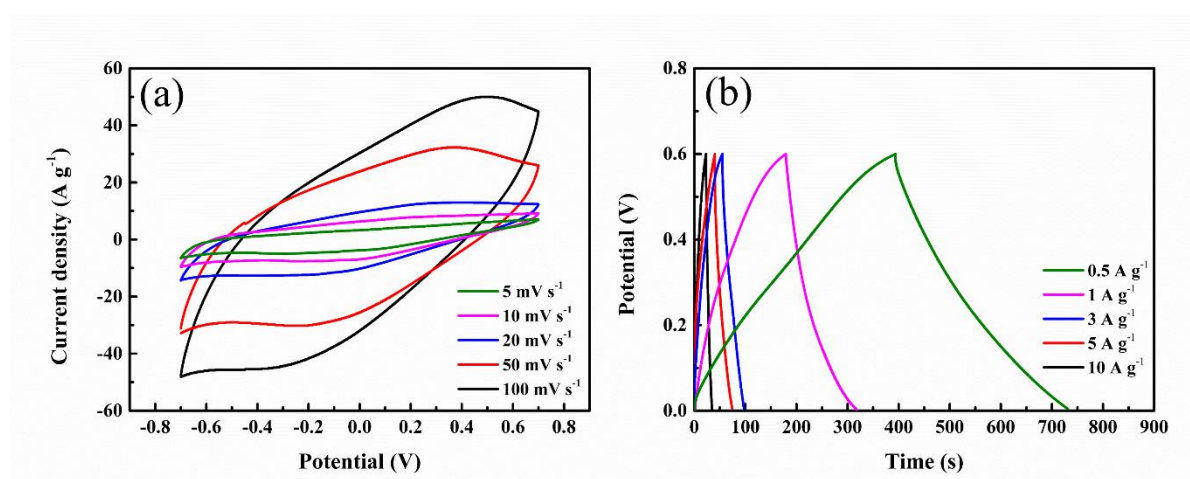 (a)
60
40
20
0
-20
-40
-60
Current density (A g⁻¹)
5 mV s⁻¹
10 mV s⁻¹
20 mV s⁻¹
50 mV s⁻¹
100 mV s⁻¹
-0.8 -0.6 -0.4 -0.2 0.0 0.2 0.4 0.6 0.8
Potential (V)
(b)
0.8
0.6
0.4
0.2
0.0
Potential (V)
0.5 A g⁻¹
1 A g⁻¹
3 A g⁻¹
5 A g⁻¹
10 A g⁻¹
0 100 200 300 400 500 600 700 800 900
Time (s)